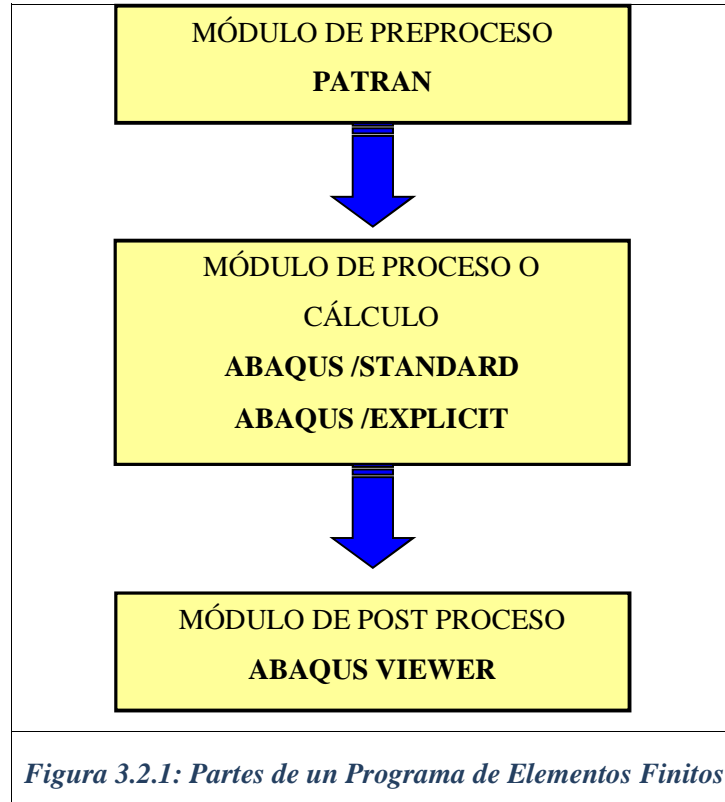 MÓDULO DE PREPROCESO
PATRAN
MÓDULO DE PROCESO O
CÁLCULO
ABAQUS /STANDARD
ABAQUS /EXPLICIT
MÓDULO DE POST PROCESO
ABAQUS VIEWER
Figura 3.2.1: Partes de un Programa de Elementos Finitos